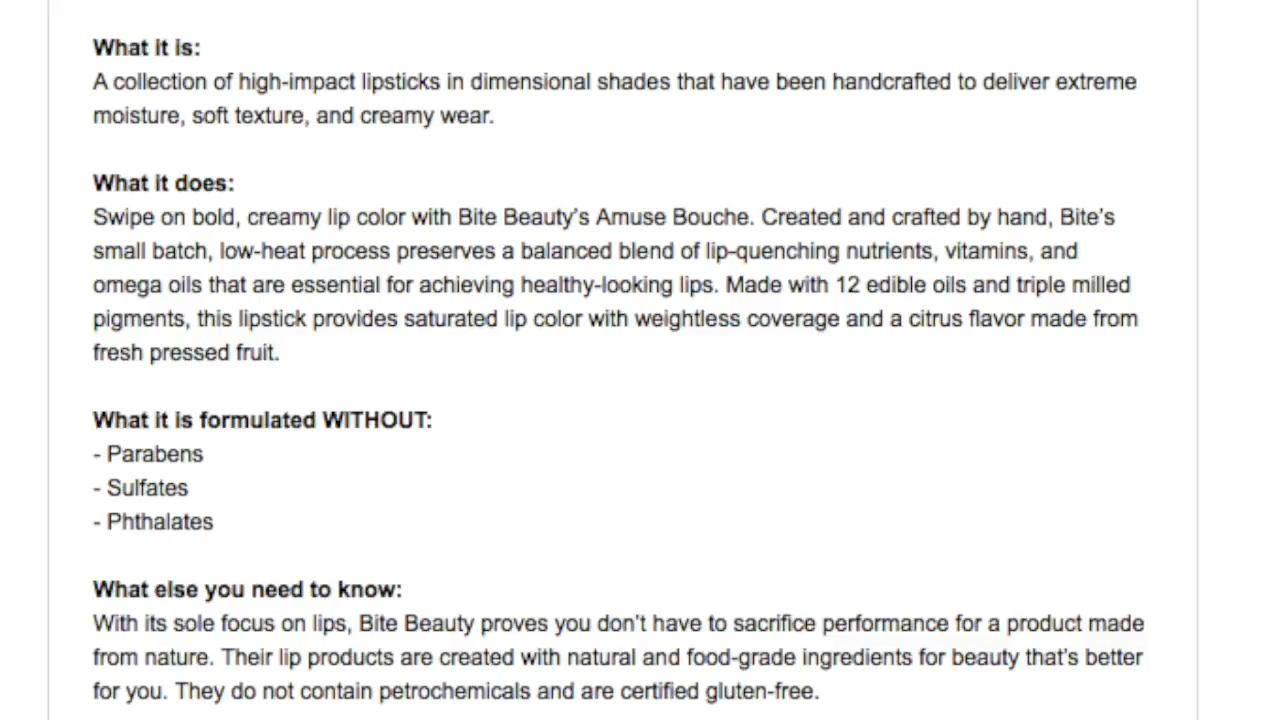 What it is:
A collection of high-impact lipsticks in dimensional shades that have been handcrafted to deliver extreme
moisture, soft texture, and creamy wear.
What it does:
Swipe on bold, creamy lip color with Bite Beauty's Amuse Bouche. Created and crafted by hand, Bite's
small batch, low-heat process preserves a balanced blend of lip-quenching nutrients, vitamins, and
omega oils that are essential for achieving healthy-looking lips. Made with 12 edible oils and triple milled
pigments, this lipstick provides saturated lip color with weightless coverage and a citrus flavor made from
fresh pressed fruit.
What it is formulated WITHOUT:
- Parabens
- Sulfates
- Phthalates
What else you need to know:
With its sole focus on lips, Bite Beauty proves you don't have to sacrifice performance for a product made
from nature. Their lip products are created with natural and food-grade ingredients for beauty that's better
for you. They do not contain petrochemicals and are certified gluten-free.